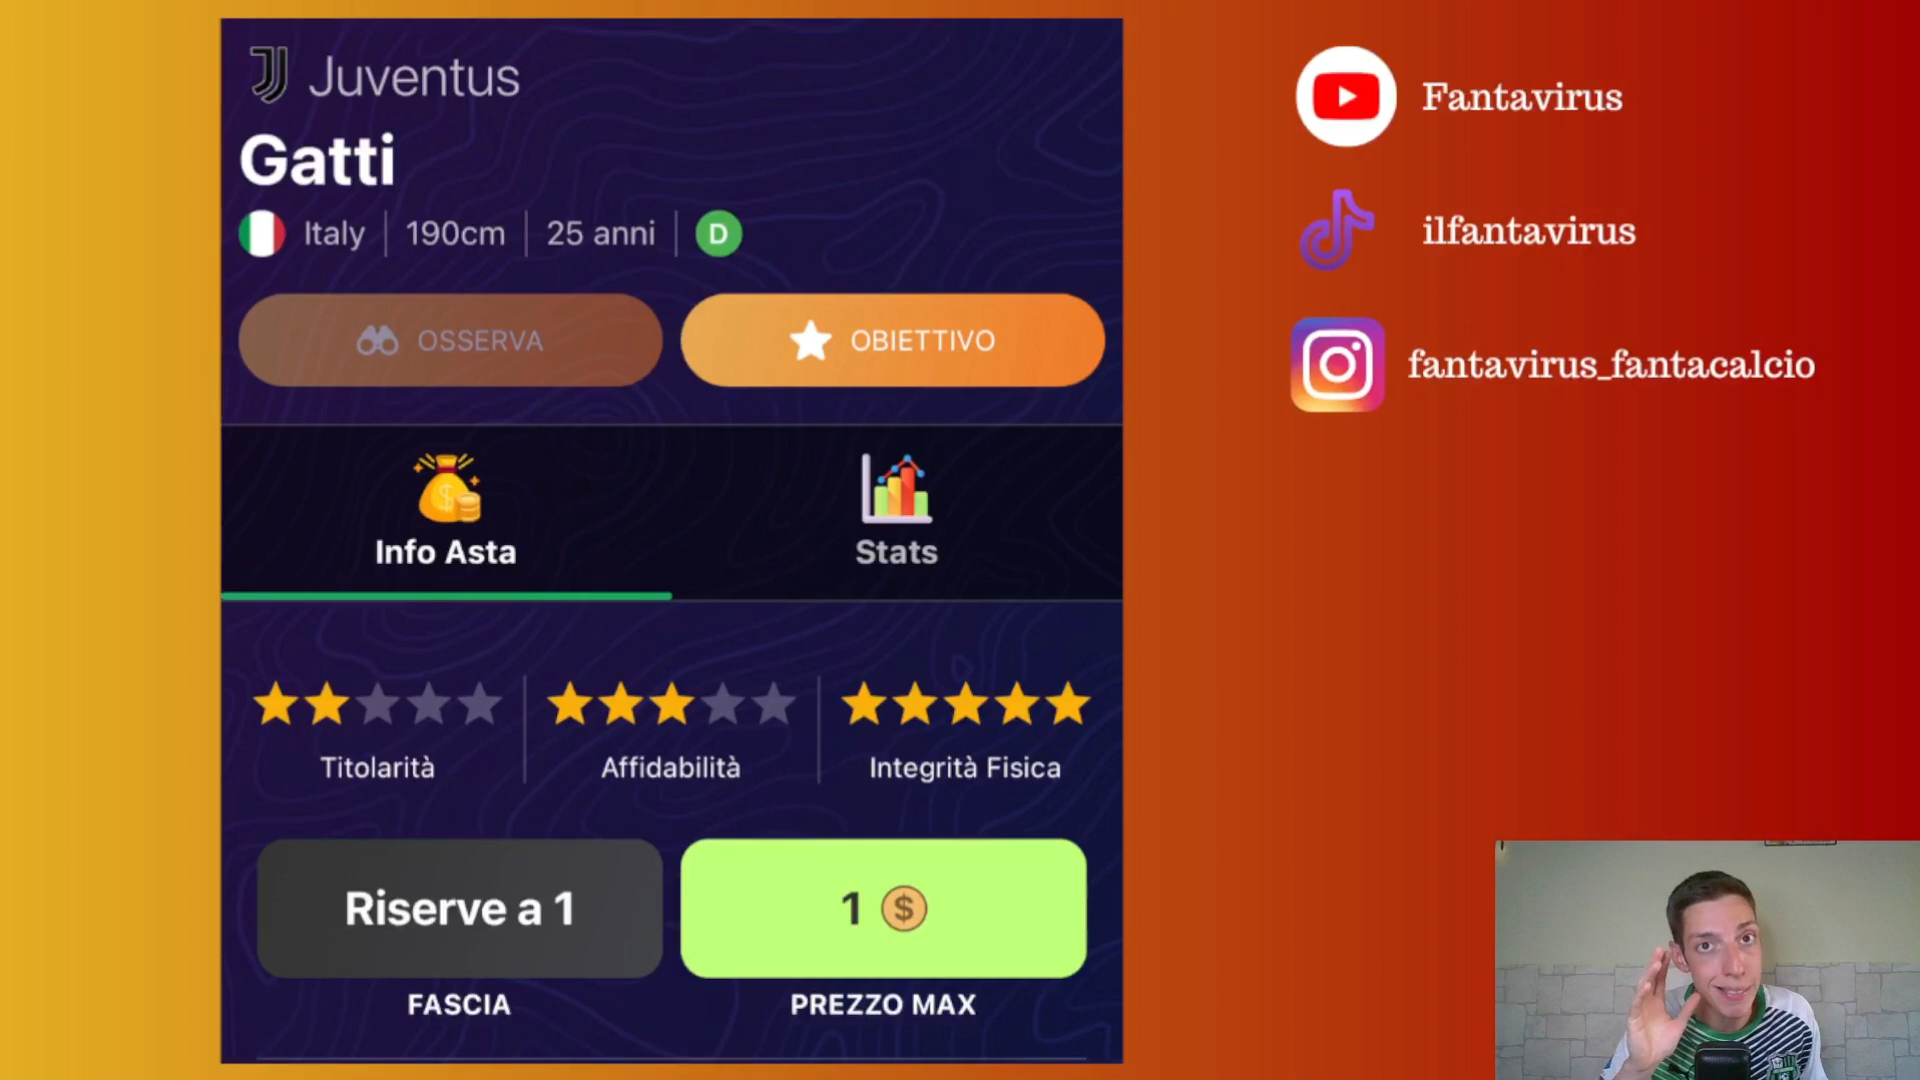 Juventus
Gatti
Italy 190cm 25 anni D
OSSERVA OBIETTIVO
Info Asta Stats
Titolarità Affidabilità Integrità Fisica
Riserve a 1 1 $
FASCIA PREZZO MAX
Fantavirus
ilfantavirus
fantavirus_fantacalcio